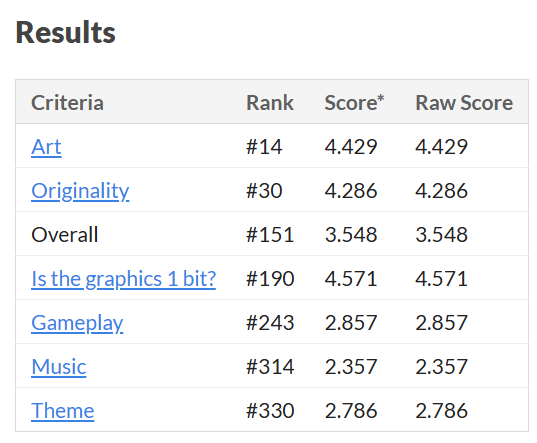 Results
Criteria Rank Score* Raw Score
Art #14 4.429 4.429
Originality #30 4.286 4.286
Overall #151 3.548 3.548
Is the graphics 1 bit? #190 4.571 4.571
Gameplay #243 2.857 2.857
Music #314 2.357 2.357
Theme #330 2.786 2.786